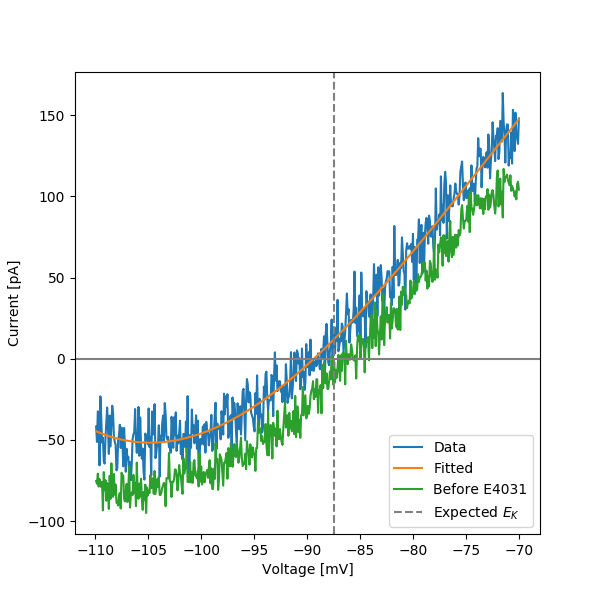 150
100
50
0
−50
−100
Current [pA]
−110 −105 −100 −95 −90 −85 −80 −75 −70
Voltage [mV]
Data
Fitted
Before E4031
Expected E_K